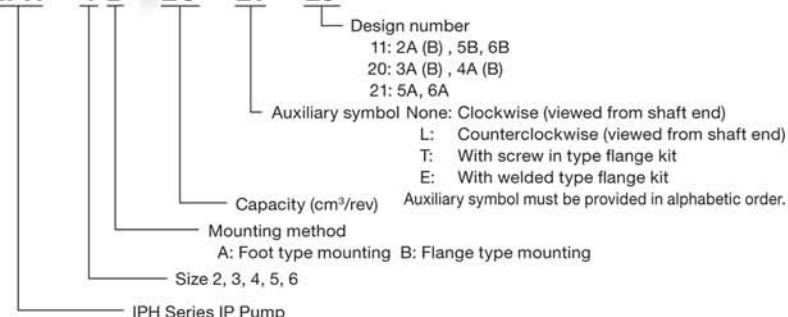 Design number
11: 2A (B) , 5B, 6B
20: 3A (B) , 4A (B)
21: 5A, 6A
Auxiliary symbol None: Clockwise (viewed from shaft end)
L: Counterclockwise (viewed from shaft end)
T: With screw in type flange kit
E: With welded type flange kit
Capacity (cm³/rev) Auxiliary symbol must be provided in alphabetic order.
Mounting method
A: Foot type mounting B: Flange type mounting
Size 2, 3, 4, 5, 6
IPH Series IP Pump